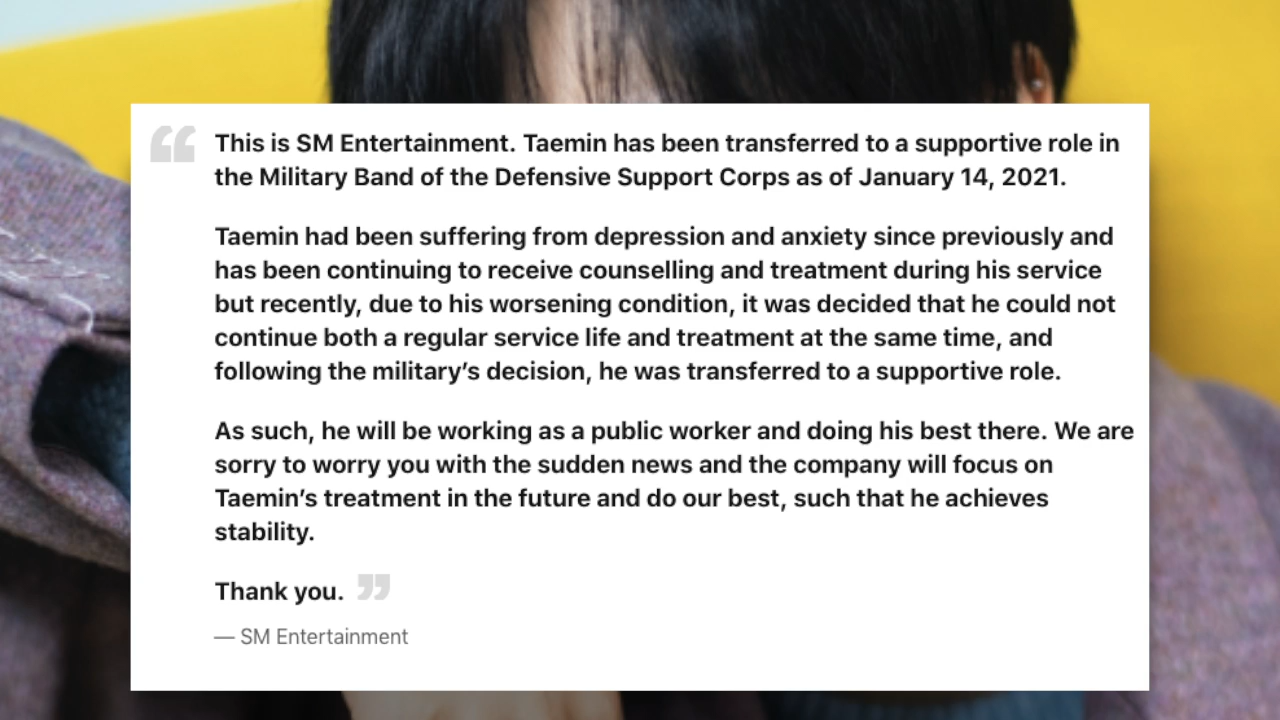 “ This is SM Entertainment. Taemin has been transferred to a supportive role in
the Military Band of the Defensive Support Corps as of January 14, 2021.
Taemin had been suffering from depression and anxiety since previously and
has been continuing to receive counselling and treatment during his service
but recently, due to his worsening condition, it was decided that he could not
continue both a regular service life and treatment at the same time, and
following the military’s decision, he was transferred to a supportive role.
As such, he will be working as a public worker and doing his best there. We are
sorry to worry you with the sudden news and the company will focus on
Taemin’s treatment in the future and do our best, such that he achieves
stability.
Thank you. ”
— SM Entertainment